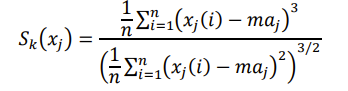 S_k(x_j) = \frac{\frac{1}{n}\sum_{i=1}^{n}(x_j(i) - ma_j)^3}{\left(\frac{1}{n}\sum_{i=1}^{n}(x_j(i) - ma_j)^2\right)^{3/2}}